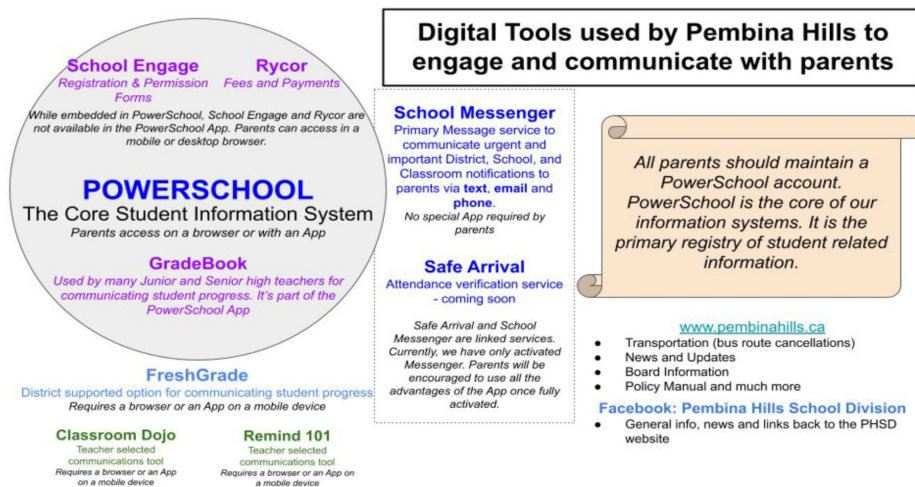 Digital Tools used by Pembina Hills to
engage and communicate with parents
School Engage
Registration & Permission
Forms
Rycor
Fees and Payments
While embedded in PowerSchool, School Engage and Rycor are
not available in the PowerSchool App. Parents can access in a
mobile or desktop browser.
POWERSCHOOL
The Core Student Information System
Parents access on a browser or with an App
GradeBook
Used by many Junior and Senior high teachers for
communicating student progress. It's part of the
PowerSchool App
FreshGrade
District supported option for communicating student progress
Requires a browser or an App on a mobile device
Classroom Dojo
Teacher selected
communications tool
Requires a browser or an App
on a mobile device
Remind 101
Teacher selected
communications tool
Requires a browser or an App on
a mobile device
School Messenger
Primary Message service to
communicate urgent and
important District, School, and
Classroom notifications to
parents via text, email and
phone.
No special App required by
parents
Safe Arrival
Attendance verification service
- coming soon
Safe Arrival and School
Messenger are linked services.
Currently, we have only activated
Messenger. Parents will be
encouraged to use all the
advantages of the App once fully
activated.
All parents should maintain a
PowerSchool account.
PowerSchool is the core of our
information systems. It is the
primary registry of student related
information.
www.pembinahills.ca
● Transportation (bus route cancellations)
● News and Updates
● Board Information
● Policy Manual and much more
Facebook: Pembina Hills School Division
● General info, news and links back to the PHSD
website